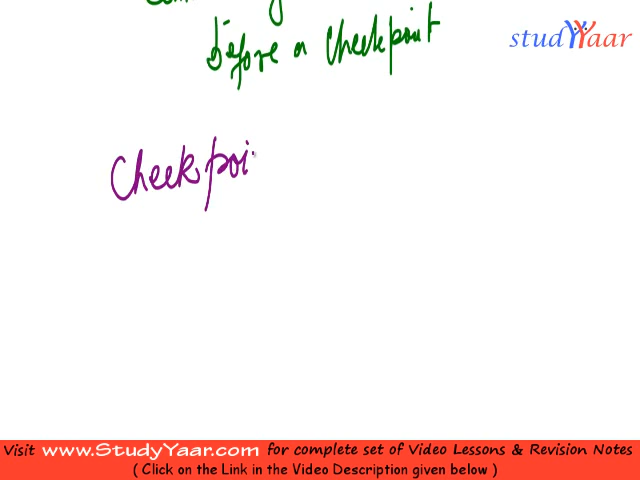 before a Checkpoint
studYYaar
Checkpoi
Visit www.StudyYaar.com for complete set of Video Lessons & Revision Notes
( Click on the Link in the Video Description given below )